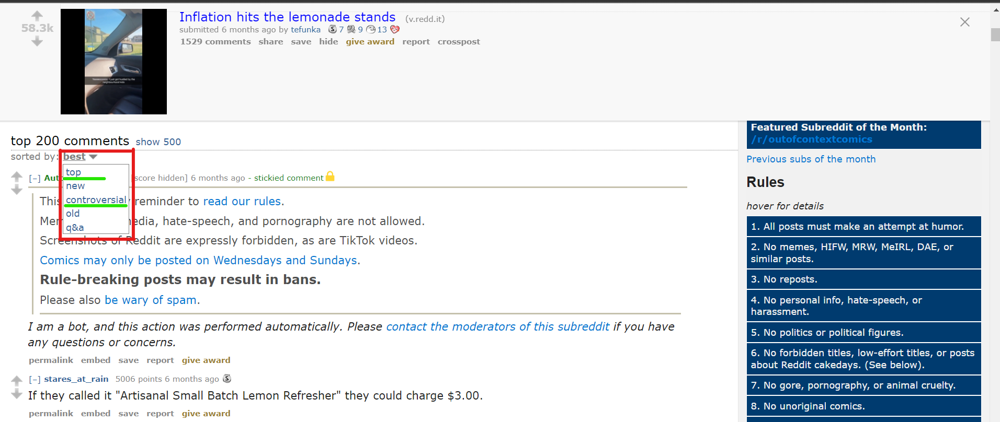 58.3k
Inflation hits the lemonade stands (v.redd.it)
submitted 6 months ago by tefunka 7 9 13
1529 comments share save hide give award report crosspost
I just got hustled by the
neighbourhood kids
top 200 comments show 500
sorted by: best
top
new
controversial
old
q&a
[–] Auto score hidden] 6 months ago - stickied comment
This reminder to read our rules.
edia, hate-speech, and pornography are not allowed.
Screenshots of Reddit are expressly forbidden, as are TikTok videos.
Comics may only be posted on Wednesdays and Sundays.
Rule-breaking posts may result in bans.
Please also be wary of spam.
I am a bot, and this action was performed automatically. Please contact the moderators of this subreddit if you have
any questions or concerns.
permalink embed save report give award
[–] stares_at_rain 5006 points 6 months ago
If they called it "Artisanal Small Batch Lemon Refresher" they could charge $3.00.
permalink embed save report give award
Featured Subreddit of the Month:
/r/outofcontextcomics
Previous subs of the month
Rules
hover for details
1. All posts must make an attempt at humor.
2. No memes, HIFW, MRW, MeIRL, DAE, or
similar posts.
3. No reposts.
4. No personal info, hate-speech, or
harassment.
5. No politics or political figures.
6. No forbidden titles, low-effort titles, or posts
about Reddit cakedays. (See below).
7. No gore, pornography, or animal cruelty.
8. No unoriginal comics.